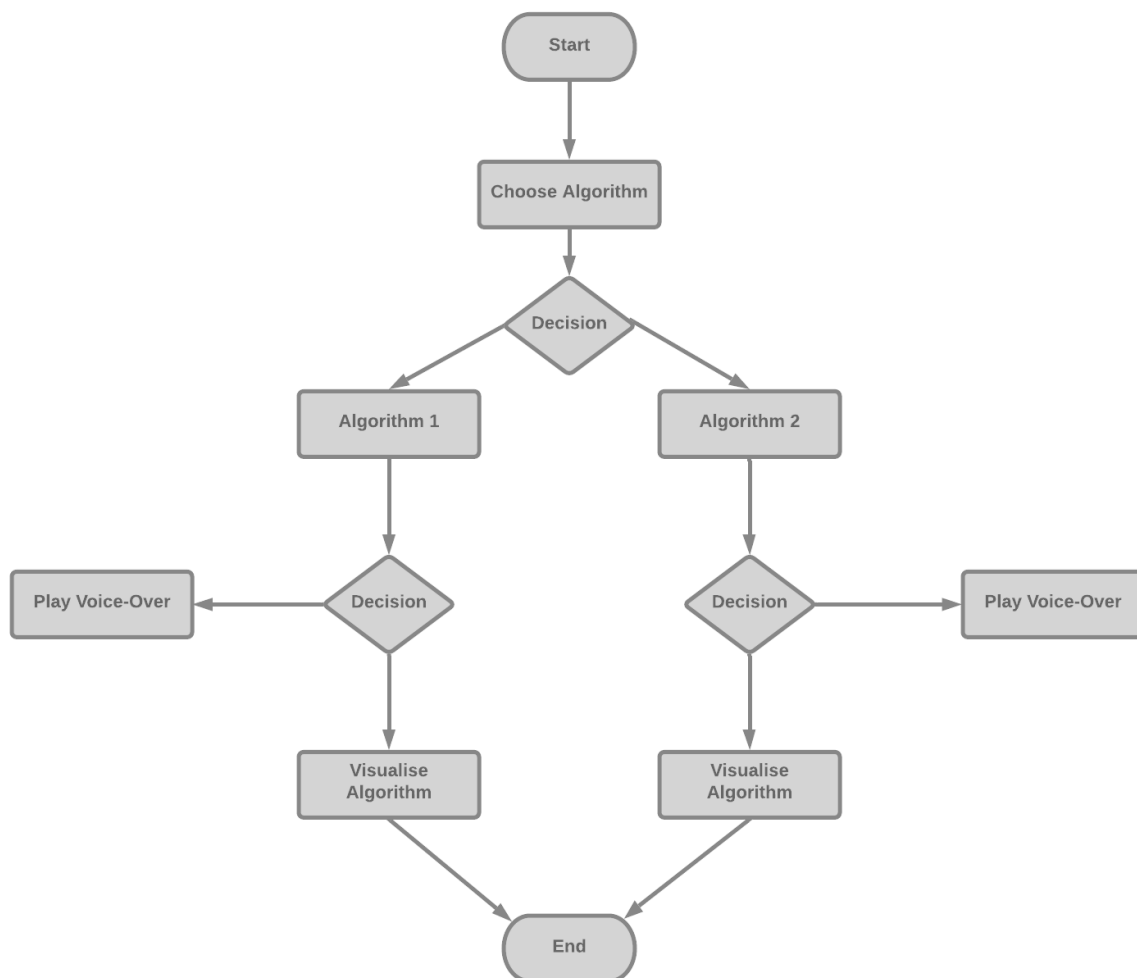 Start
Choose Algorithm
Decision
Algorithm 1
Algorithm 2
Play Voice-Over
Decision
Decision
Play Voice-Over
Visualise
Algorithm
Visualise
Algorithm
End